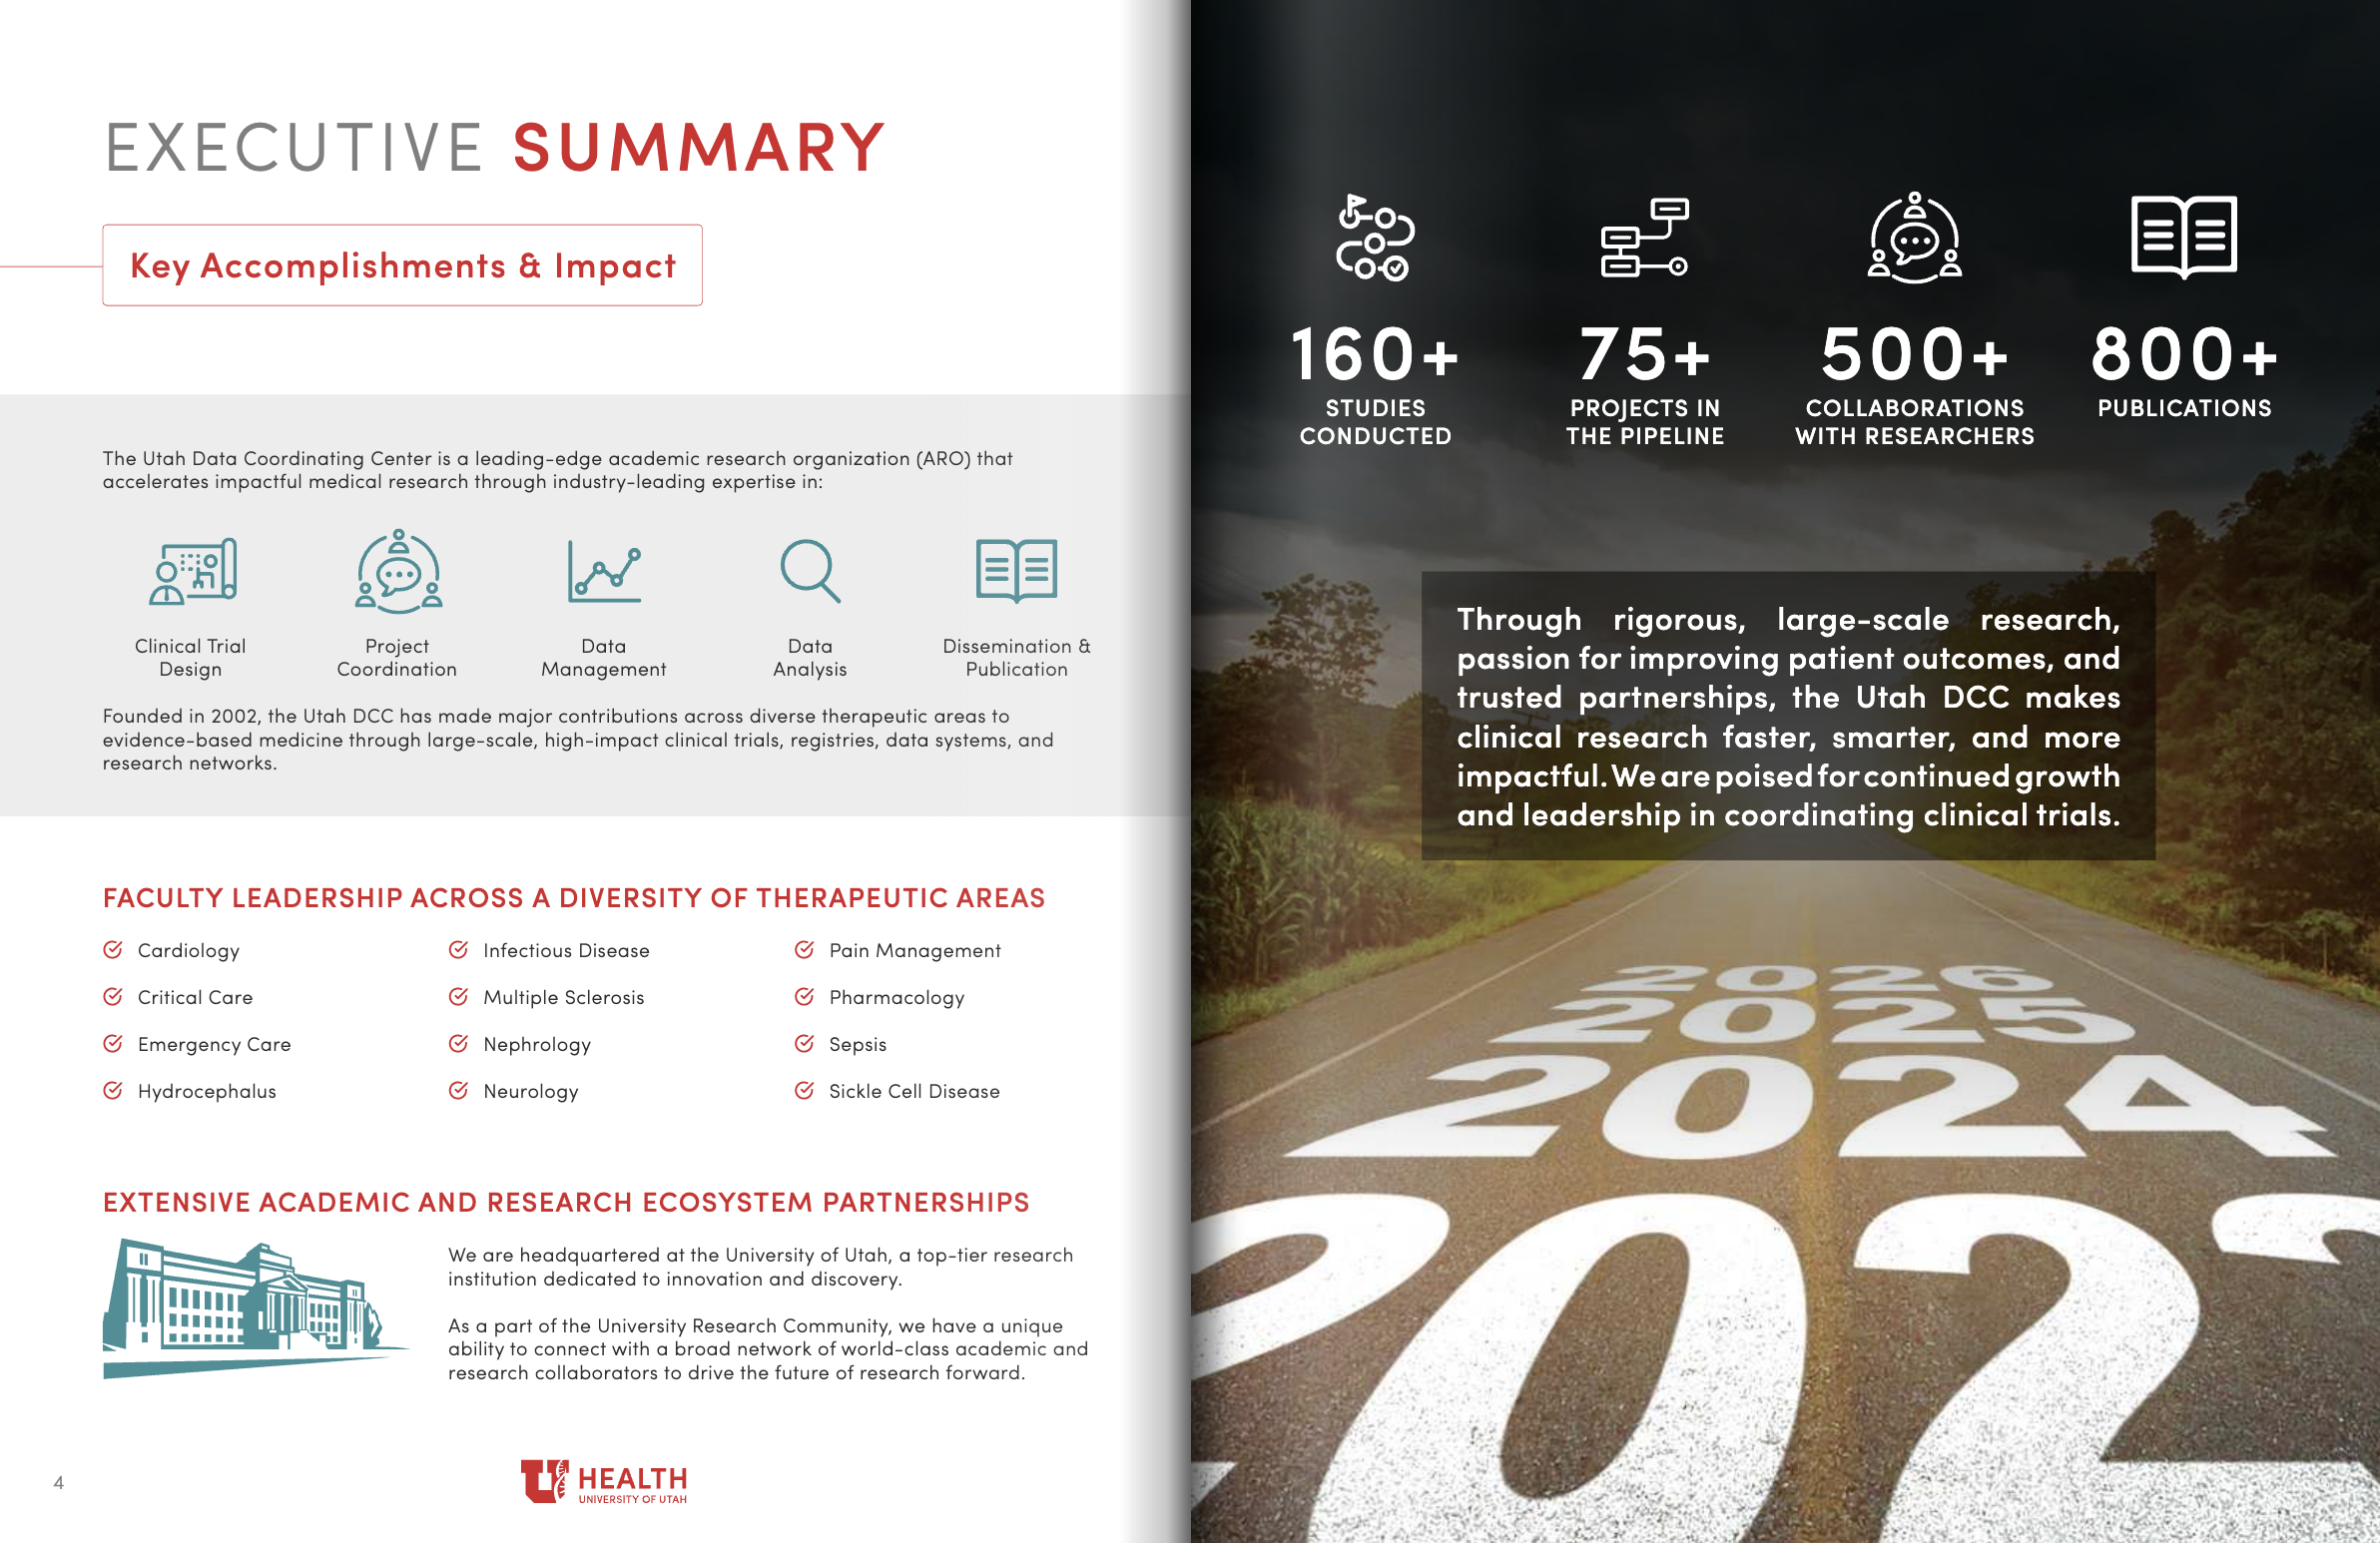 EXECUTIVE SUMMARY
Key Accomplishments & Impact
The Utah Data Coordinating Center is a leading-edge academic research organization (ARO) that
accelerates impactful medical research through industry-leading expertise in:
Clinical Trial
Design
Project
Coordination
Data
Management
Data
Analysis
Dissemination &
Publication
Founded in 2002, the Utah DCC has made major contributions across diverse therapeutic areas to
evidence-based medicine through large-scale, high-impact clinical trials, registries, data systems, and
research networks.
FACULTY LEADERSHIP ACROSS A DIVERSITY OF THERAPEUTIC AREAS
Cardiology
Critical Care
Emergency Care
Hydrocephalus
Infectious Disease
Multiple Sclerosis
Nephrology
Neurology
Pain Management
Pharmacology
Sepsis
Sickle Cell Disease
EXTENSIVE ACADEMIC AND RESEARCH ECOSYSTEM PARTNERSHIPS
We are headquartered at the University of Utah, a top-tier research
institution dedicated to innovation and discovery.
As a part of the University Research Community, we have a unique
ability to connect with a broad network of world-class academic and
research collaborators to drive the future of research forward.
4
U HEALTH
UNIVERSITY OF UTAH
160+
STUDIES
CONDUCTED
75+
PROJECTS IN
THE PIPELINE
500+
COLLABORATIONS
WITH RESEARCHERS
800+
PUBLICATIONS
Through rigorous, large-scale research,
passion for improving patient outcomes, and
trusted partnerships, the Utah DCC makes
clinical research faster, smarter, and more
impactful. We are poised for continued growth
and leadership in coordinating clinical trials.
2026
2025
2024
202